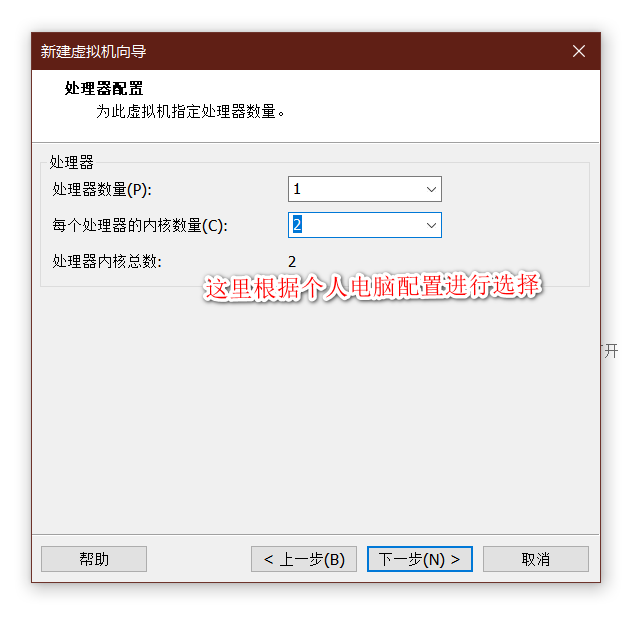 新建虚拟机向导
处理器配置
为此虚拟机指定处理器数量。
处理器
处理器数量(P):
1
每个处理器的内核数量(C):
2
处理器内核总数:
2
这里根据个人电脑配置进行选择
开
帮助
< 上一步(B)
下一步(N) >
取消